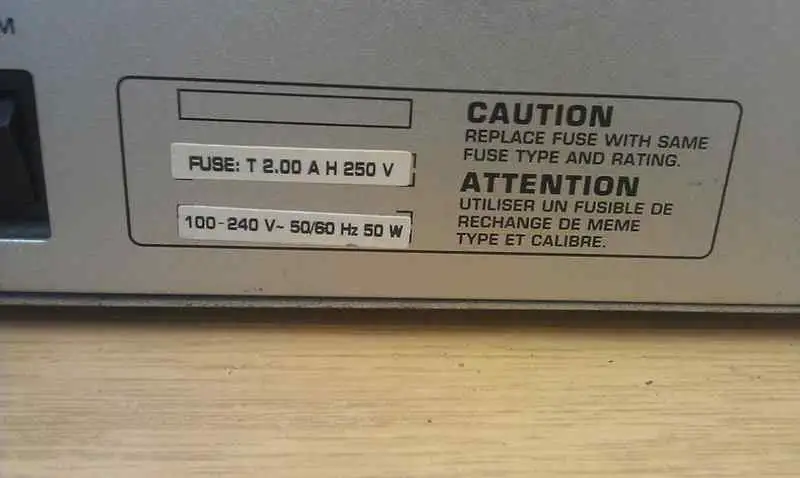 M
FUSE: T 2.00 A H 250 V
100-240 V~ 50/60 Hz 50 W
CAUTION
REPLACE FUSE WITH SAME
FUSE TYPE AND RATING.
ATTENTION
UTILISER UN FUSIBLE DE
RECHANGE DE MEME
TYPE ET CALIBRE.